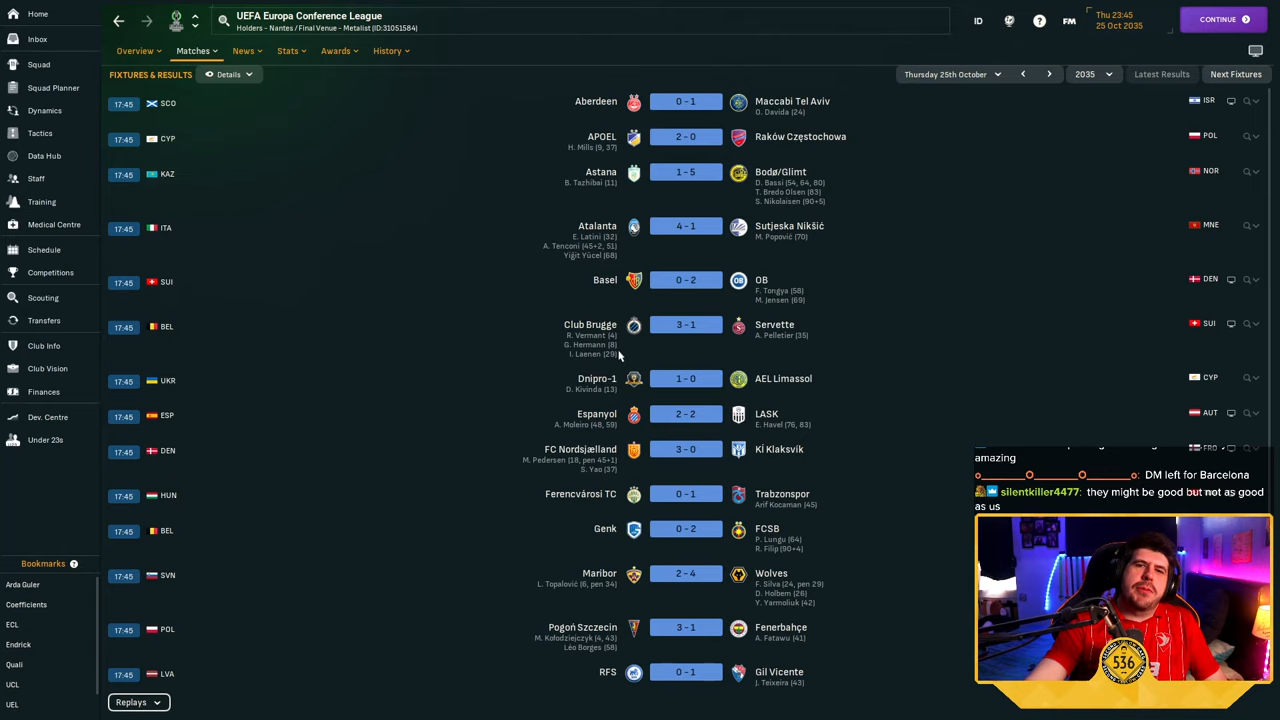 Home
Inbox
Squad
Squad Planner
Dynamics
Tactics
Data Hub
Staff
Training
Medical Centre
Schedule
Competitions
Scouting
Transfers
Club Info
Club Vision
Finances
Dev. Centre
Under 23s
Bookmarks ?
Arda Guler
Coefficients
ECL
Endrick
Quali
UCL
UEL
UEFA Europa Conference League
Holders - Nantes / Final Venue - Metalist (ID:31051584)
ID
?
FM
Thu 23:45
25 Oct 2035
CONTINUE
Overview
Matches
News
Stats
Awards
History
FIXTURES & RESULTS
Details
Thursday 25th October
2035
Latest Results
Next Fixtures
17:45 SCO Aberdeen 0 - 1 Maccabi Tel Aviv ISR
O. Davida (24)
17:45 CYP APOEL 2 - 0 Raków Częstochowa POL
H. Mills (9, 37)
17:45 KAZ Astana 1 - 5 Bodø/Glimt NOR
B. Tazhibai (11) D. Bassi (54, 64, 80)
T. Bredo Olsen (83)
S. Nikolaisen (90+5)
17:45 ITA Atalanta 4 - 1 Sutjeska Nikšić MNE
E. Latini (32) M. Popović (70)
A. Tenconi (45+2, 51)
Yiğit Yücel (68)
17:45 SUI Basel 0 - 2 OB DEN
F. Tongya (58)
M. Jensen (69)
17:45 BEL Club Brugge 3 - 1 Servette SUI
R. Vermant (4) A. Pelletier (35)
G. Hermann (8)
I. Laenen (29)
17:45 UKR Dnipro-1 1 - 0 AEL Limassol CYP
D. Kivinda (13)
17:45 ESP Espanyol 2 - 2 LASK AUT
A. Moleiro (48, 59) E. Havel (76, 83)
17:45 DEN FC Nordsjælland 3 - 0 KÍ Klaksvík FRO
M. Pedersen (18, pen 45+1)
S. Yao (37)
17:45 HUN Ferencvárosi TC 0 - 1 Trabzonspor
Arif Kocaman (45)
17:45 BEL Genk 0 - 2 FCSB
P. Lungu (64)
R. Filip (90+4)
17:45 SVN Maribor 2 - 4 Wolves
L. Topalović (6, pen 34) F. Silva (24, pen 29)
D. Holbem (26)
Y. Yarmoliuk (42)
17:45 POL Pogoń Szczecin 3 - 1 Fenerbahçe
M. Kołodziejczyk (4, 43) A. Fatawu (41)
Léo Borges (58)
17:45 LVA RFS 0 - 1 Gil Vicente
J. Teixeira (43)
Replays
amazing
o______O______O______o: DM left for Barcelona
silentkiller4477: they might be good but not as good
as us
536